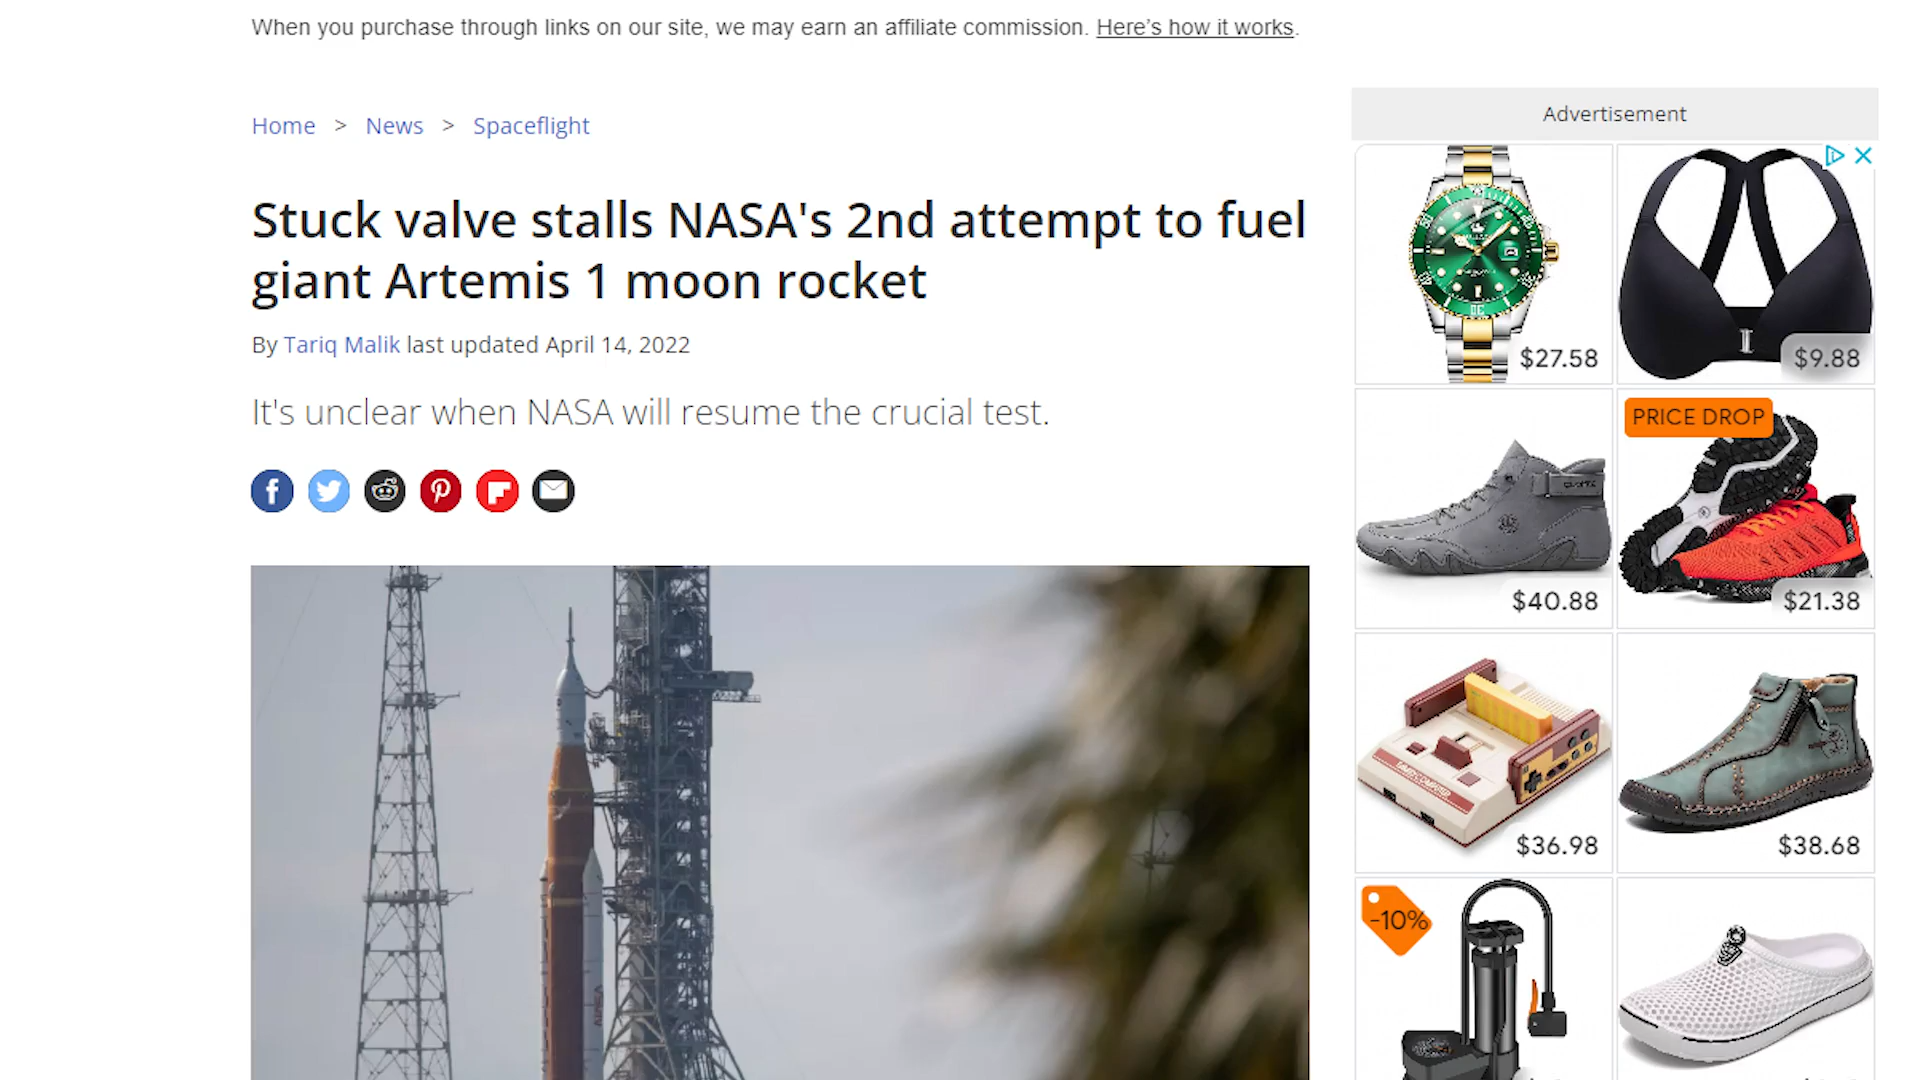 When you purchase through links on our site, we may earn an affiliate commission. Here’s how it works.
Home > News > Spaceflight
Stuck valve stalls NASA's 2nd attempt to fuel
giant Artemis 1 moon rocket
By Tariq Malik last updated April 14, 2022
It's unclear when NASA will resume the crucial test.
NASA
Advertisement
$27.58
$9.88
$40.88
PRICE DROP
$21.38
$36.98
$38.68
-10%